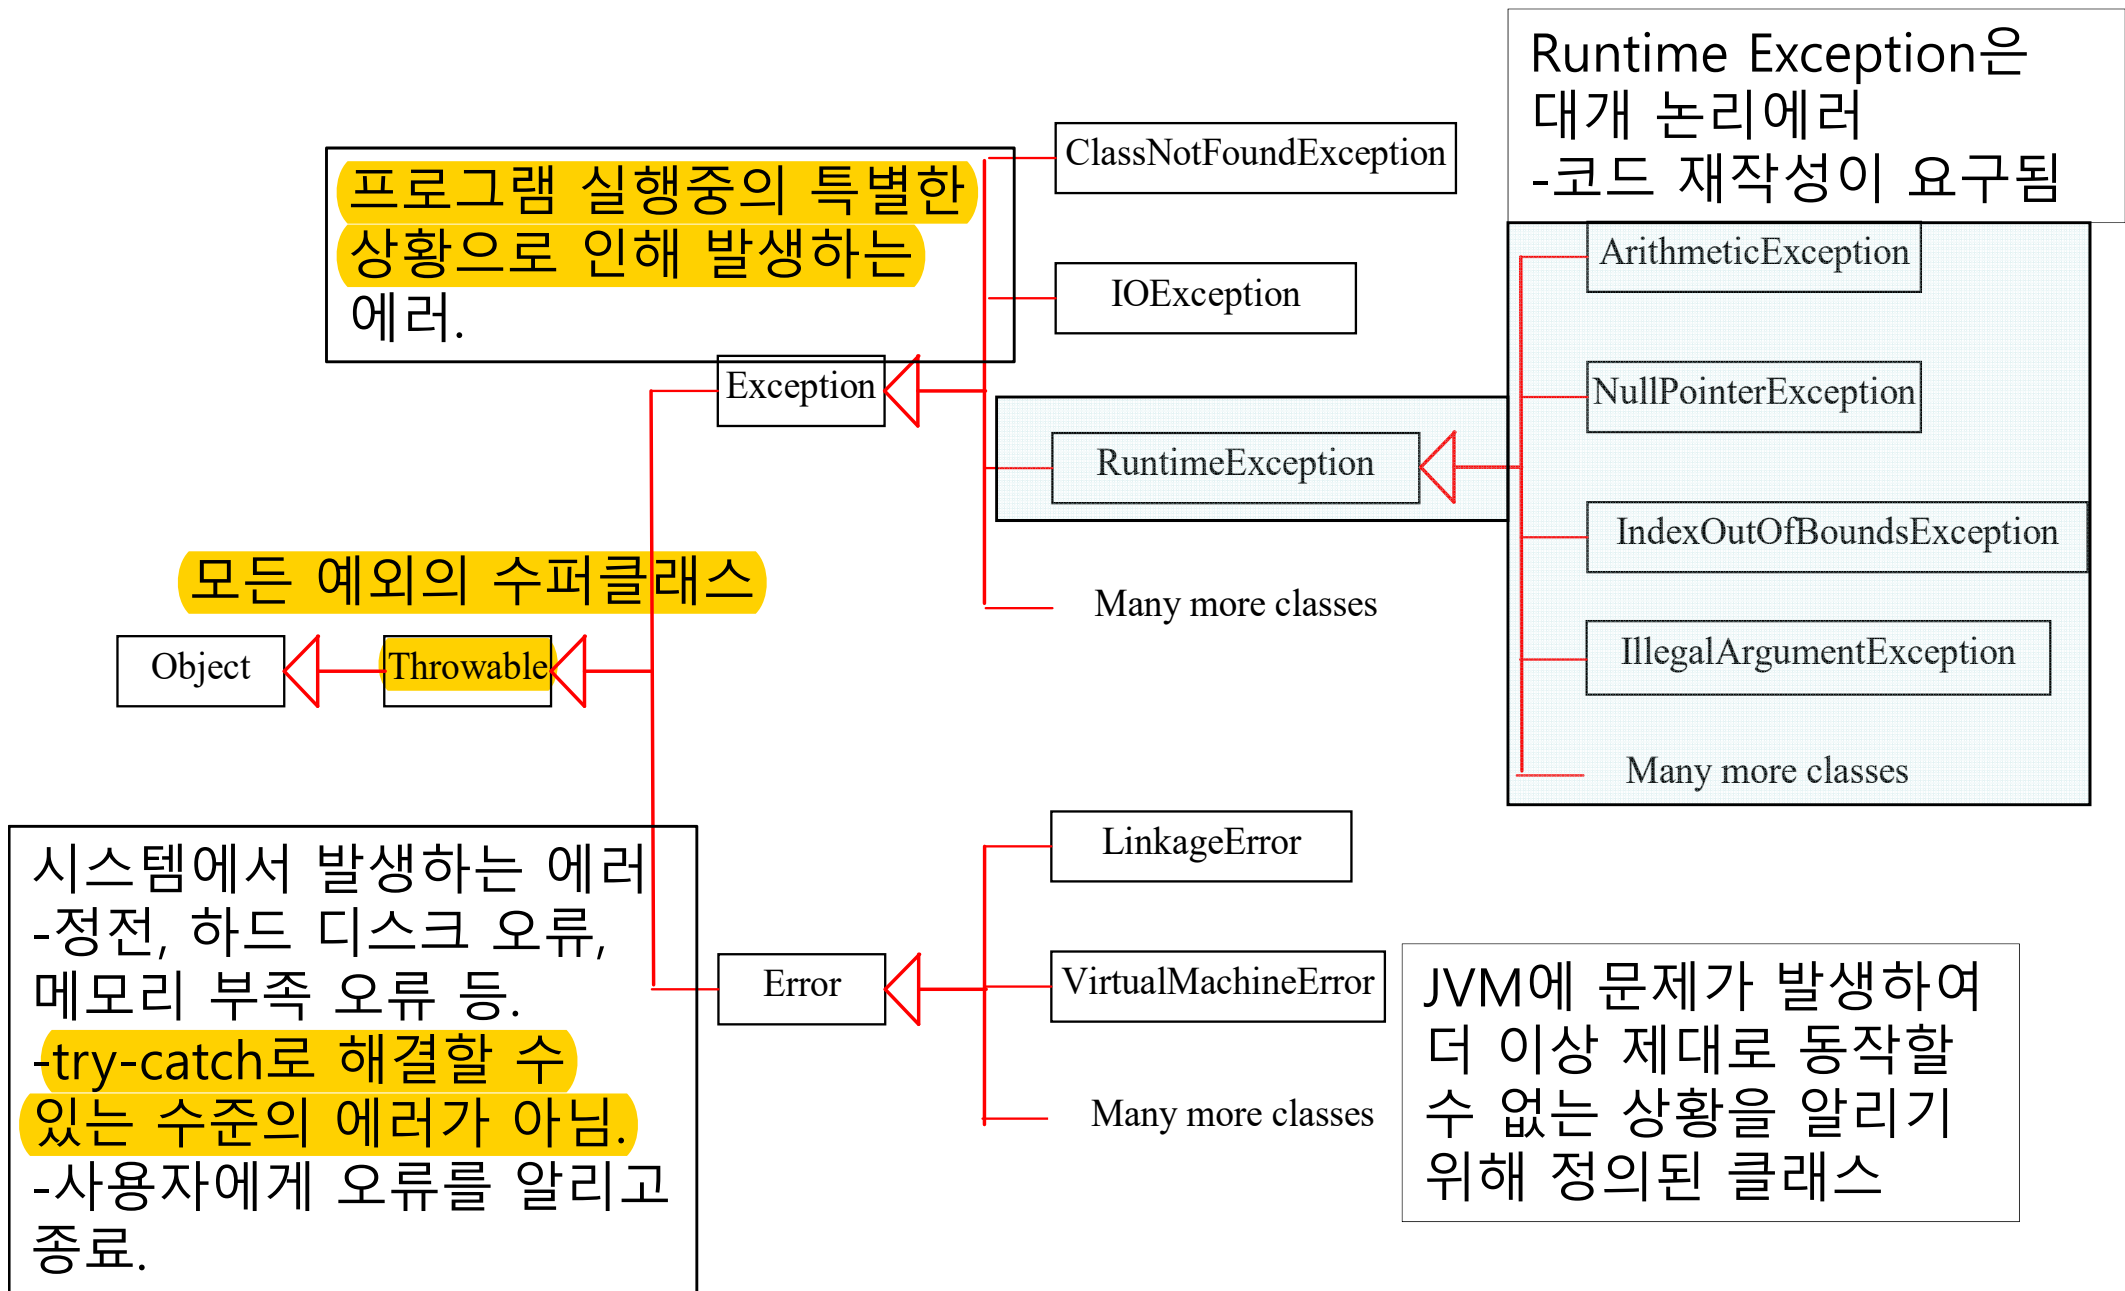 Runtime Exception은
대개 논리에러
-코드 재작성이 요구됨
프로그램 실행중의 특별한
상황으로 인해 발생하는
에러.
ClassNotFoundException
IOException
Exception
RuntimeException
Many more classes
ArithmeticException
NullPointerException
IndexOutOfBoundsException
IllegalArgumentException
Many more classes
모든 예외의 수퍼클래스
Object
Throwable
시스템에서 발생하는 에러
-정전, 하드 디스크 오류,
메모리 부족 오류 등.
-try-catch로 해결할 수
있는 수준의 에러가 아님.
-사용자에게 오류를 알리고
종료.
Error
LinkageError
VirtualMachineError
Many more classes
JVM에 문제가 발생하여
더 이상 제대로 동작할
수 없는 상황을 알리기
위해 정의된 클래스